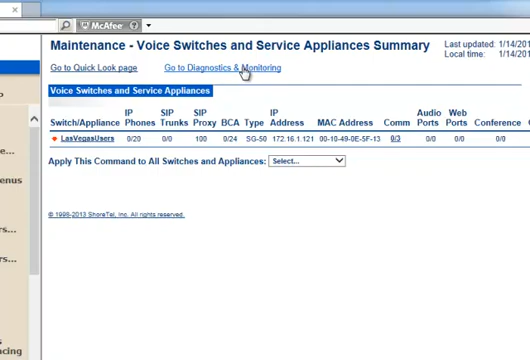 McAfee
Maintenance - Voice Switches and Service Appliances Summary
Last updated: 1/14/201
Local time: 1/14/201
Go to Quick Look page
Go to Diagnostics & Monitoring
Voice Switches and Service Appliances
Switch/Appliance IP Phones SIP Trunks SIP Proxy BCA Type IP Address MAC Address Comm Audio Ports Web Ports Conference
LasVegasUsers 0/20 0/0 100 0/24 SG-50 172.16.1.121 00-10-49-0E-5F-13 0/3 0/0 0/0 0/0
Apply This Command to All Switches and Appliances: Select...
© 1998-2013 ShoreTel, Inc. All rights reserved.
e...
enus
rs...
ers...
s
acing